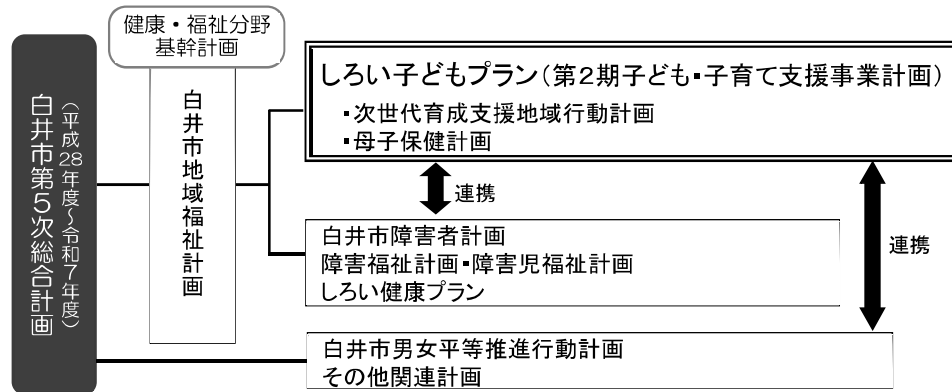 白井市第5次総合計画
（平成28年度～令和7年度）
健康・福祉分野
基幹計画
白井市地域福祉計画
しろい子どもプラン（第2期子ども・子育て支援事業計画）
・次世代育成支援地域行動計画
・母子保健計画
連携
白井市障害者計画
障害福祉計画・障害児福祉計画
しろい健康プラン
連携
白井市男女平等推進行動計画
その他関連計画